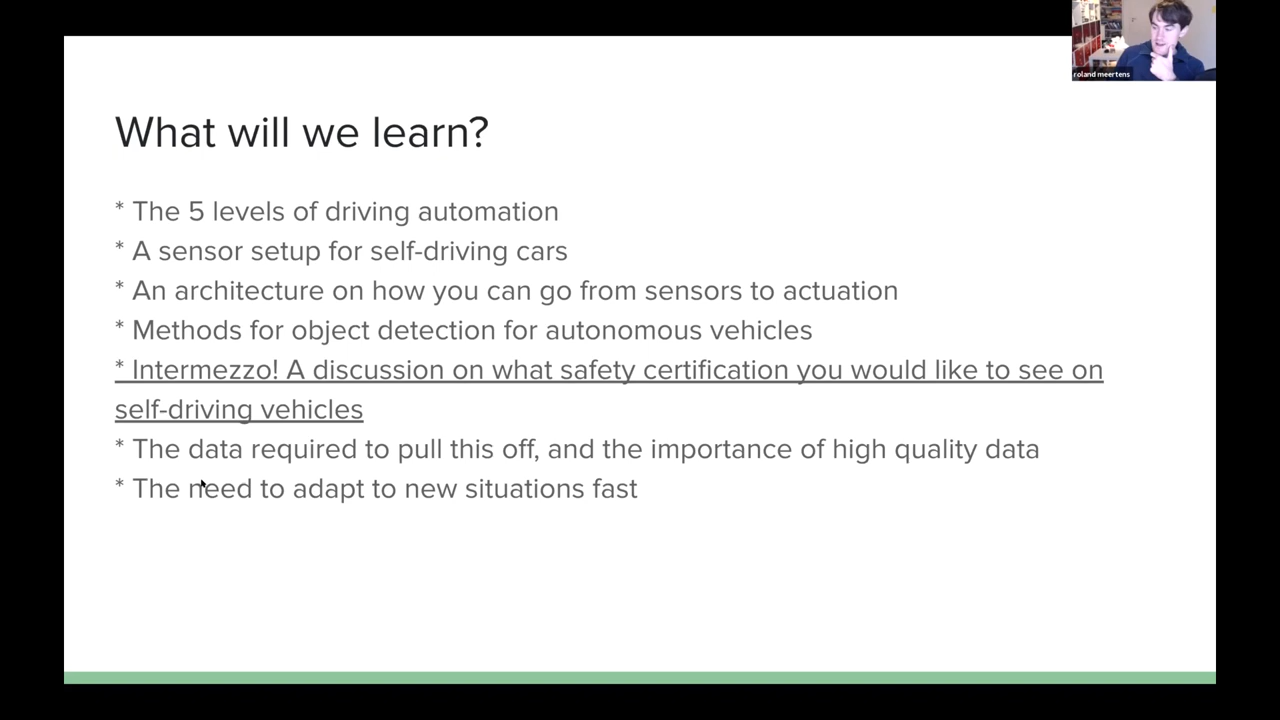 roland meertens
What will we learn?
* The 5 levels of driving automation
* A sensor setup for self-driving cars
* An architecture on how you can go from sensors to actuation
* Methods for object detection for autonomous vehicles
* Intermezzo! A discussion on what safety certification you would like to see on
self-driving vehicles
* The data required to pull this off, and the importance of high quality data
* The need to adapt to new situations fast